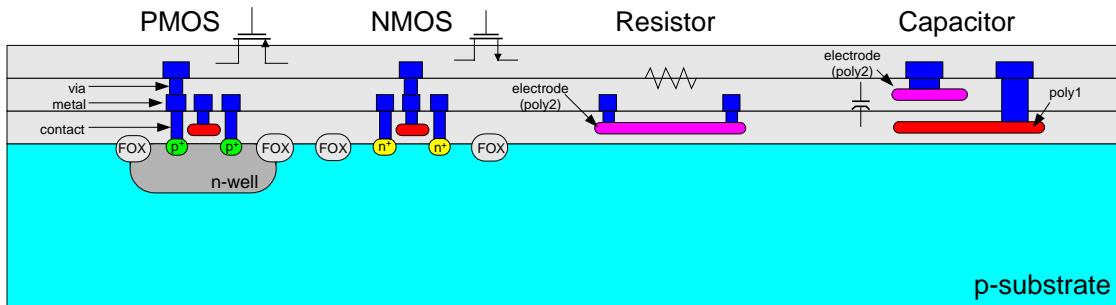 PMOS
NMOS
Resistor
Capacitor
via
metal
contact
electrode
(poly2)
electrode
(poly2)
poly1
FOX
p+
p+
FOX
FOX
n+
n+
FOX
n-well
p-substrate